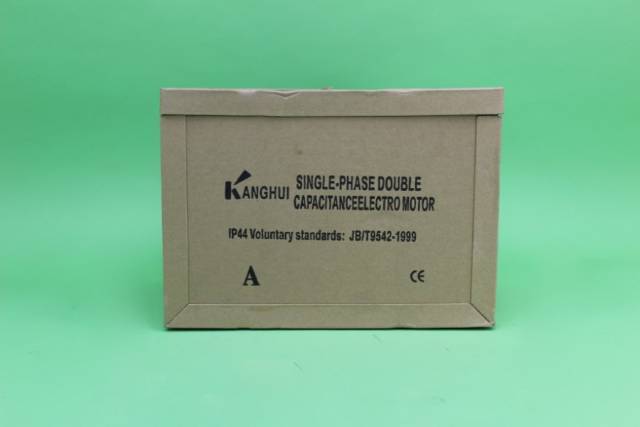 KANGHUI SINGLE-PHASE DOUBLE
CAPACITANCEELECTRO MOTOR
IP44 Voluntary standards: JB/T9542-1999
A CE